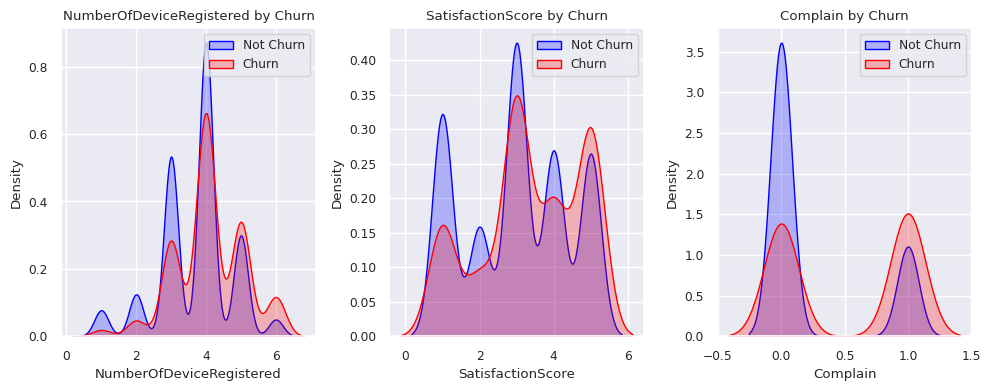 NumberOfDeviceRegistered by Churn
Not Churn
Churn
0.8
0.6
0.4
0.2
0.0
Density
0
2
4
6
NumberOfDeviceRegistered
SatisfactionScore by Churn
Not Churn
Churn
0.40
0.35
0.30
0.25
0.20
0.15
0.10
0.05
0.00
Density
0
2
4
6
SatisfactionScore
Complain by Churn
Not Churn
Churn
3.5
3.0
2.5
2.0
1.5
1.0
0.5
0.0
Density
−0.5
0.0
0.5
1.0
1.5
Complain